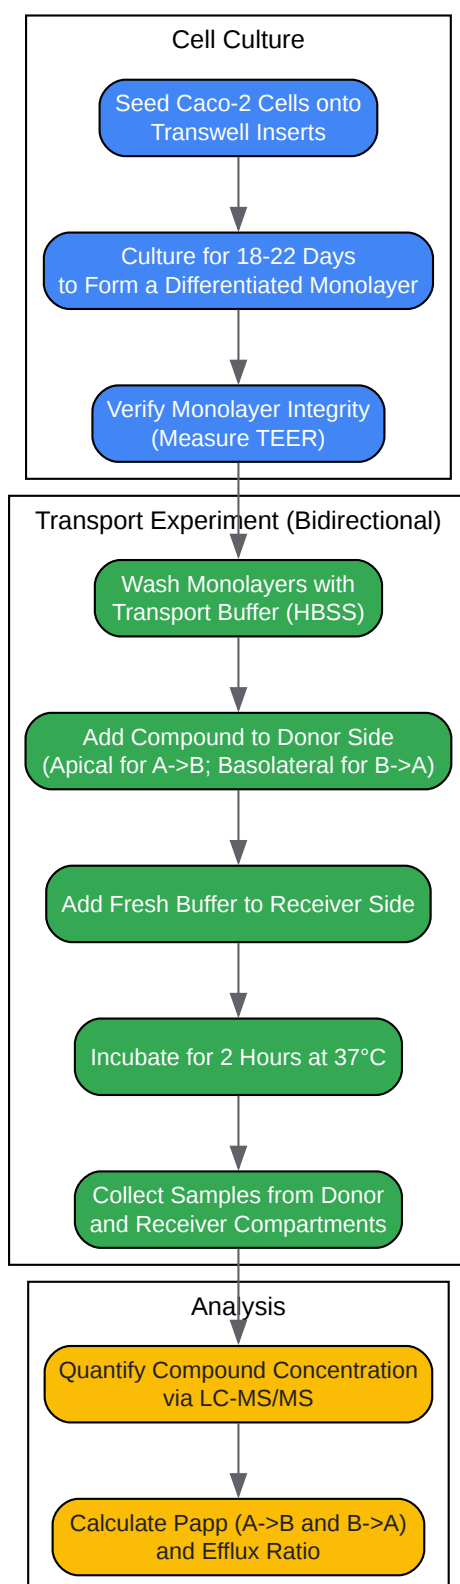 Cell Culture
Seed Caco-2 Cells onto
Transwell Inserts
Culture for 18-22 Days
to Form a Differentiated Monolayer
Verify Monolayer Integrity
(Measure TEER)
Transport Experiment (Bidirectional)
Wash Monolayers with
Transport Buffer (HBSS)
Add Compound to Donor Side
(Apical for A->B; Basolateral for B->A)
Add Fresh Buffer to Receiver Side
Incubate for 2 Hours at 37°C
Collect Samples from Donor
and Receiver Compartments
Analysis
Quantify Compound Concentration
via LC-MS/MS
Calculate Papp (A->B and B->A)
and Efflux Ratio